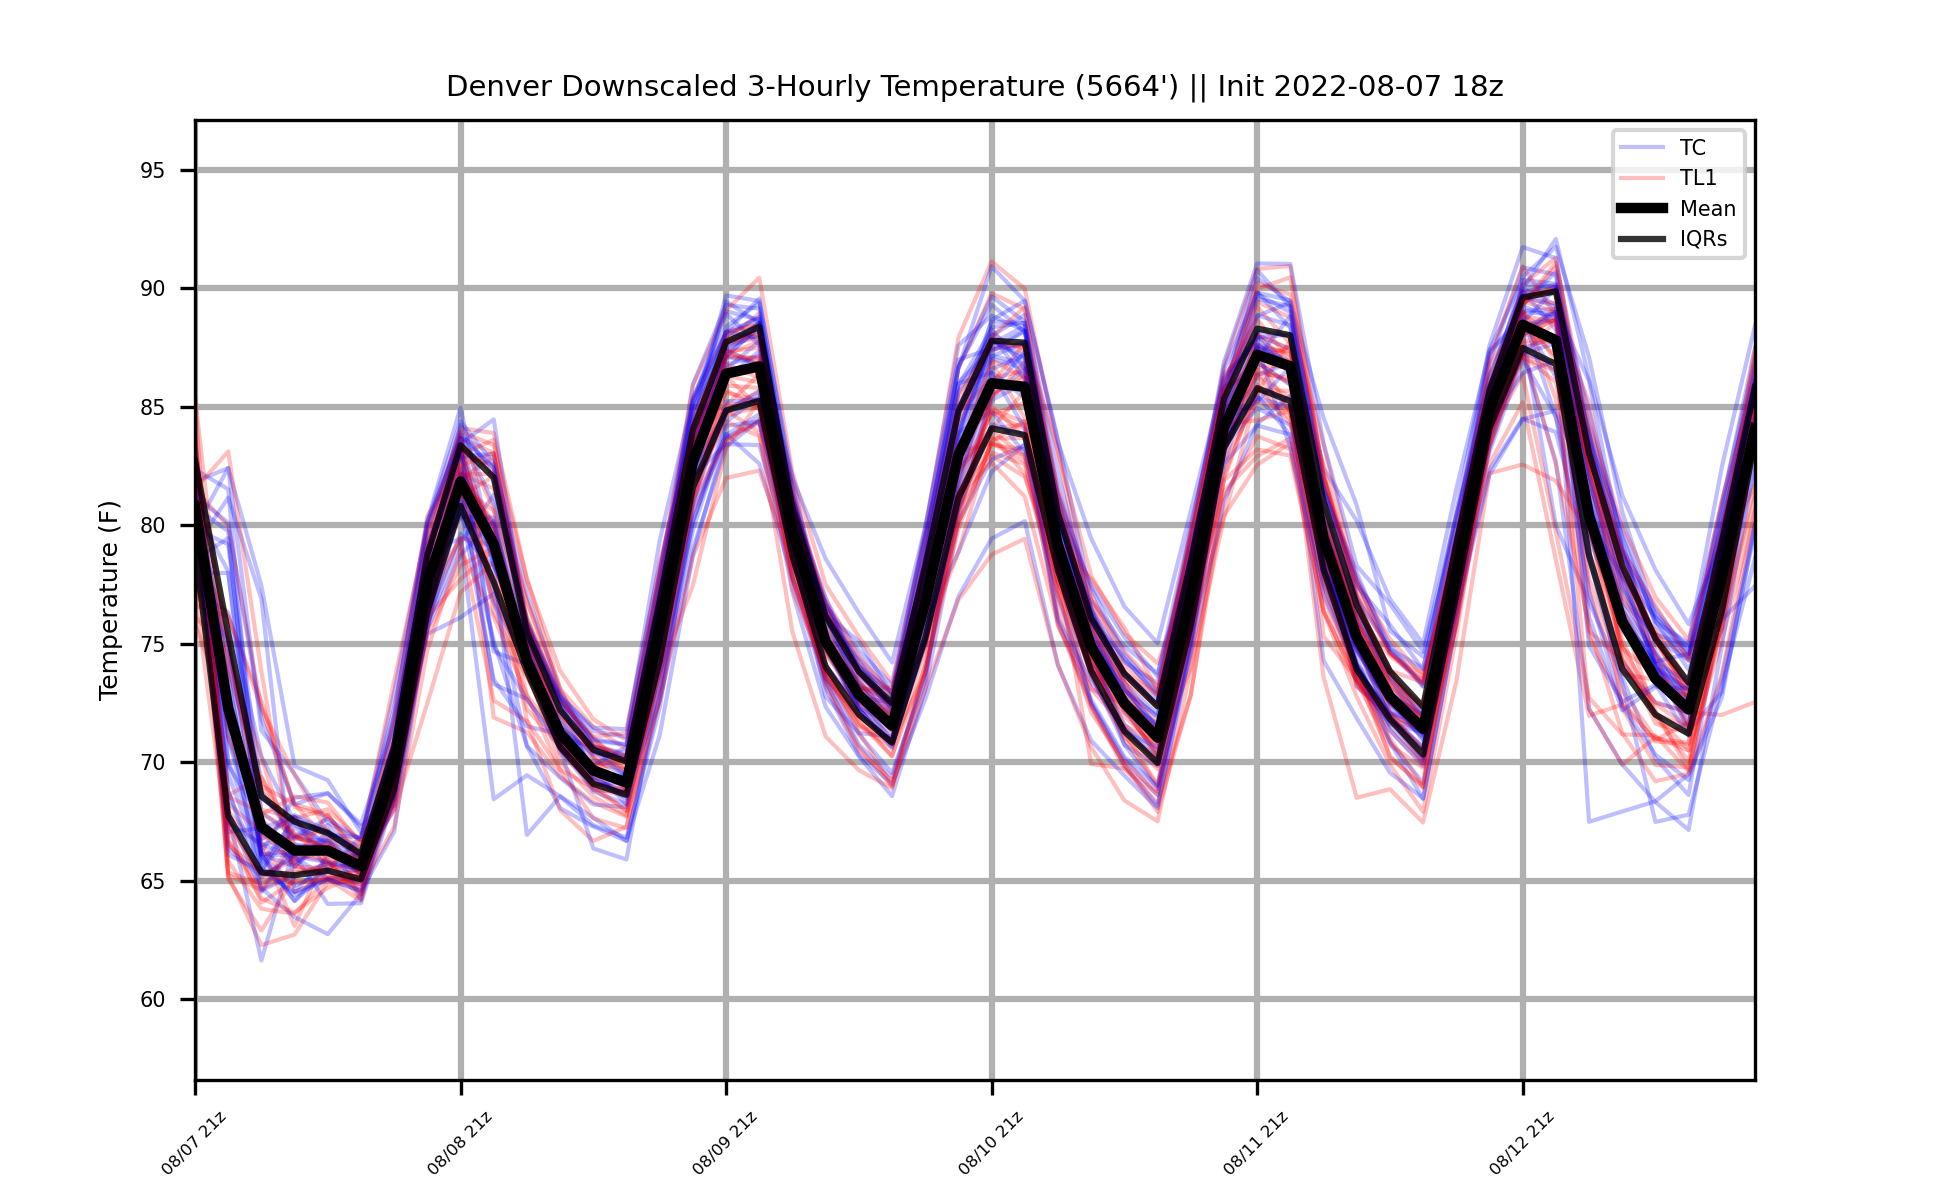 Denver Downscaled 3-Hourly Temperature (5664') || Init 2022-08-07 18z
TC
TL1
Mean
IQRs
Temperature (F)
95
90
85
80
75
70
65
60
08/07 21z
08/08 21z
08/09 21z
08/10 21z
08/11 21z
08/12 21z